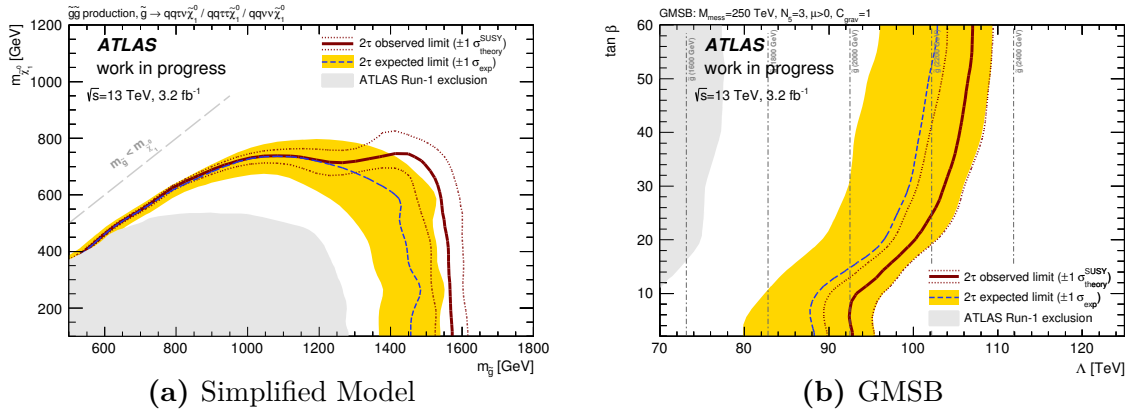 g̃g̃ production, g̃ → qqτνχ̃₁⁰ / qqττχ̃₁⁰ / qqννχ̃₁⁰
m_χ̃₁⁰ [GeV]
ATLAS
work in progress
√s=13 TeV, 3.2 fb⁻¹
2τ observed limit (±1 σ_theory^SUSY)
2τ expected limit (±1 σ_exp)
ATLAS Run-1 exclusion
m_g̃ < m_χ̃₁⁰
1200
1000
800
600
400
200
600 800 1000 1200 1400 1600 1800
m_g̃ [GeV]
(a) Simplified Model
GMSB: M_mess=250 TeV, N₅=3, μ>0, C_grav=1
tan β
ATLAS
work in progress
√s=13 TeV, 3.2 fb⁻¹
g̃ (1600 GeV)
g̃ (1800 GeV)
g̃ (2000 GeV)
g̃ (2400 GeV)
2τ observed limit (±1 σ_theory^SUSY)
2τ expected limit (±1 σ_exp)
ATLAS Run-1 exclusion
60
50
40
30
20
10
70 80 90 100 110 120
Λ [TeV]
(b) GMSB